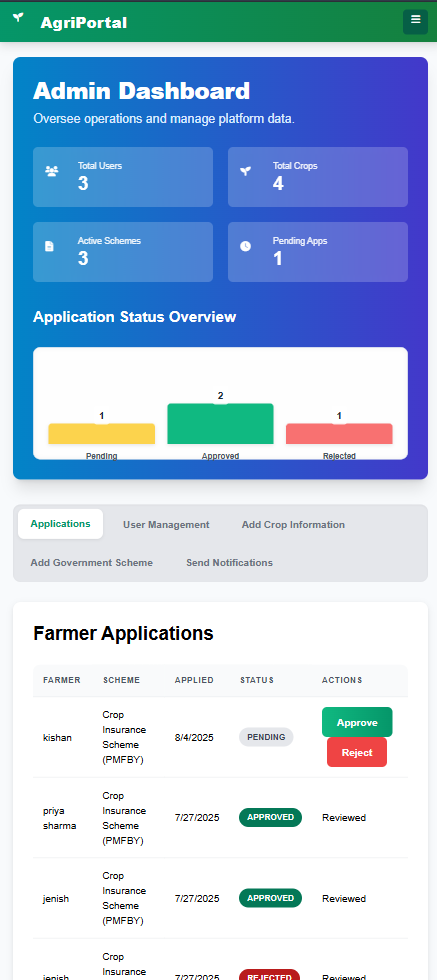 AgriPortal
Admin Dashboard
Oversee operations and manage platform data.
Total Users
3
Total Crops
4
Active Schemes
3
Pending Apps
1
Application Status Overview
1
2
1
Pending
Approved
Rejected
Applications
User Management
Add Crop Information
Add Government Scheme
Send Notifications
Farmer Applications
FARMER SCHEME APPLIED STATUS ACTIONS
kishan
Crop
Insurance
Scheme
(PMFBY)
8/4/2025
PENDING
Approve
Reject
priya
sharma
Crop
Insurance
Scheme
(PMFBY)
7/27/2025
APPROVED
Reviewed
jenish
Crop
Insurance
Scheme
(PMFBY)
7/27/2025
APPROVED
Reviewed
jenish
Crop
Insurance
7/27/2025
REJECTED
Reviewed